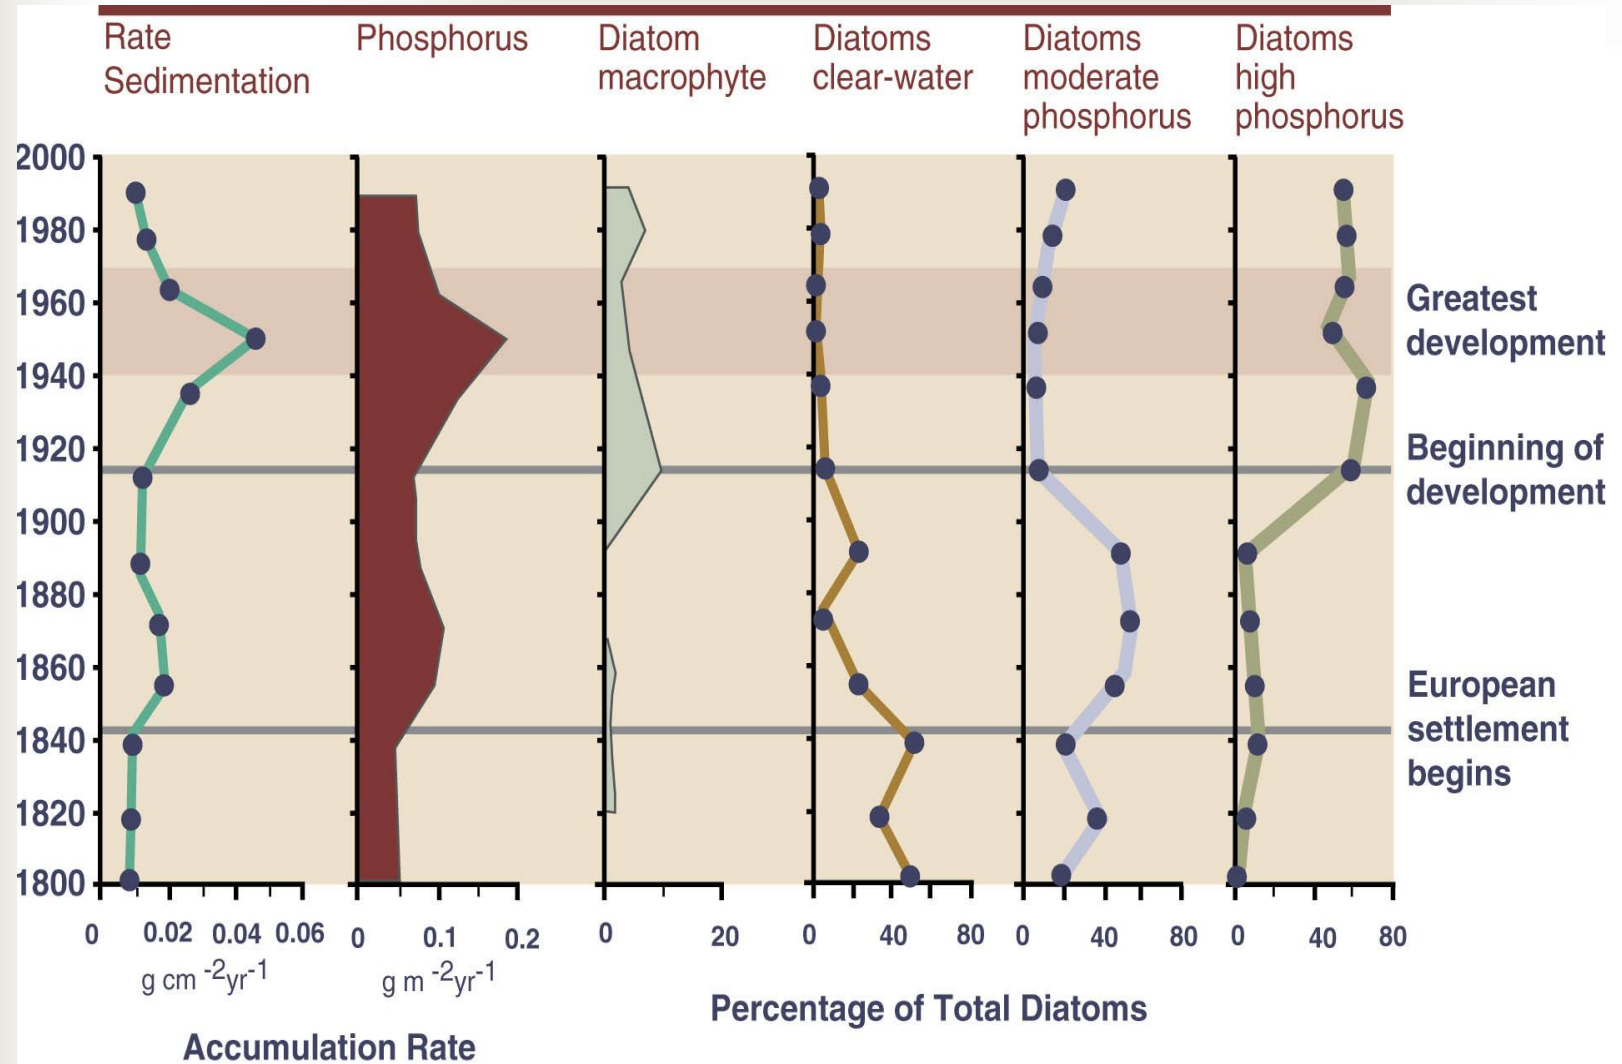 Rate
Sedimentation
Phosphorus
Diatom
macrophyte
Diatoms
clear-water
Diatoms
moderate
phosphorus
Diatoms
high
phosphorus
2000
1980
1960
1940
1920
1900
1880
1860
1840
1820
1800
Greatest
development
Beginning of
development
European
settlement
begins
0 0.02 0.04 0.06
g cm -2yr-1
0 0.1 0.2
g m -2yr-1
0 20
0 40 80
0 40 80
0 40 80
Percentage of Total Diatoms
Accumulation Rate